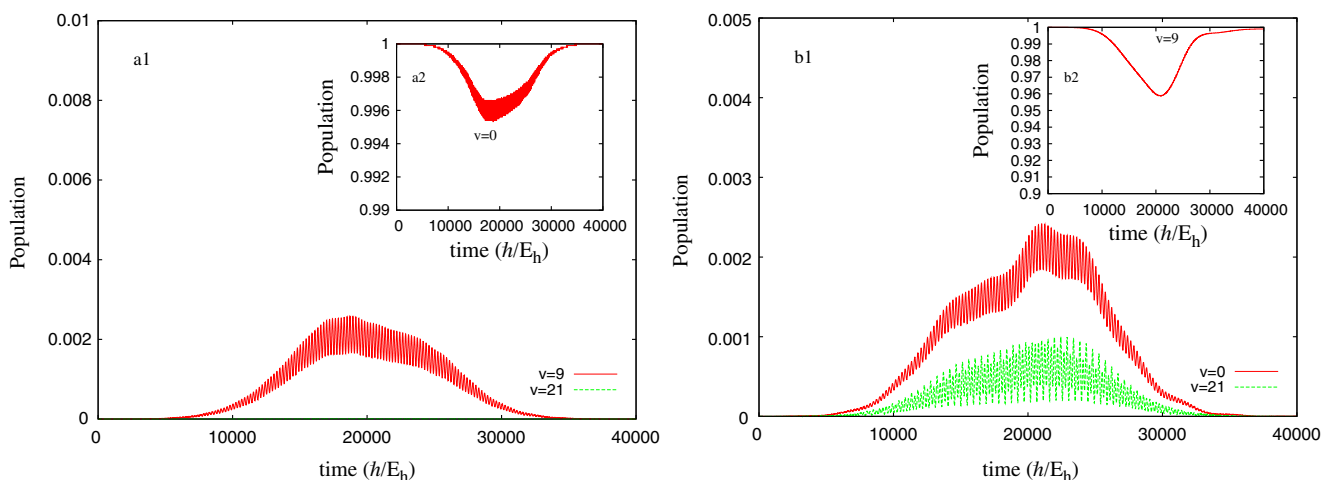 0.01
0.008
0.006
0.004
0.002
0
Population
0 10000 20000 30000 40000
time (ħ/Eh)
a1
v=9
v=21
1
0.998
0.996
0.994
0.992
0.99
Population
a2
v=0
0 10000 20000 30000 40000
time (ħ/Eh)
0.005
0.004
0.003
0.002
0.001
0
Population
0 10000 20000 30000 40000
time (ħ/Eh)
b1
v=0
v=21
1
0.99
0.98
0.97
0.96
0.95
0.94
0.93
0.92
0.91
0.9
Population
v=9
b2
0 10000 20000 30000 40000
time (ħ/Eh)